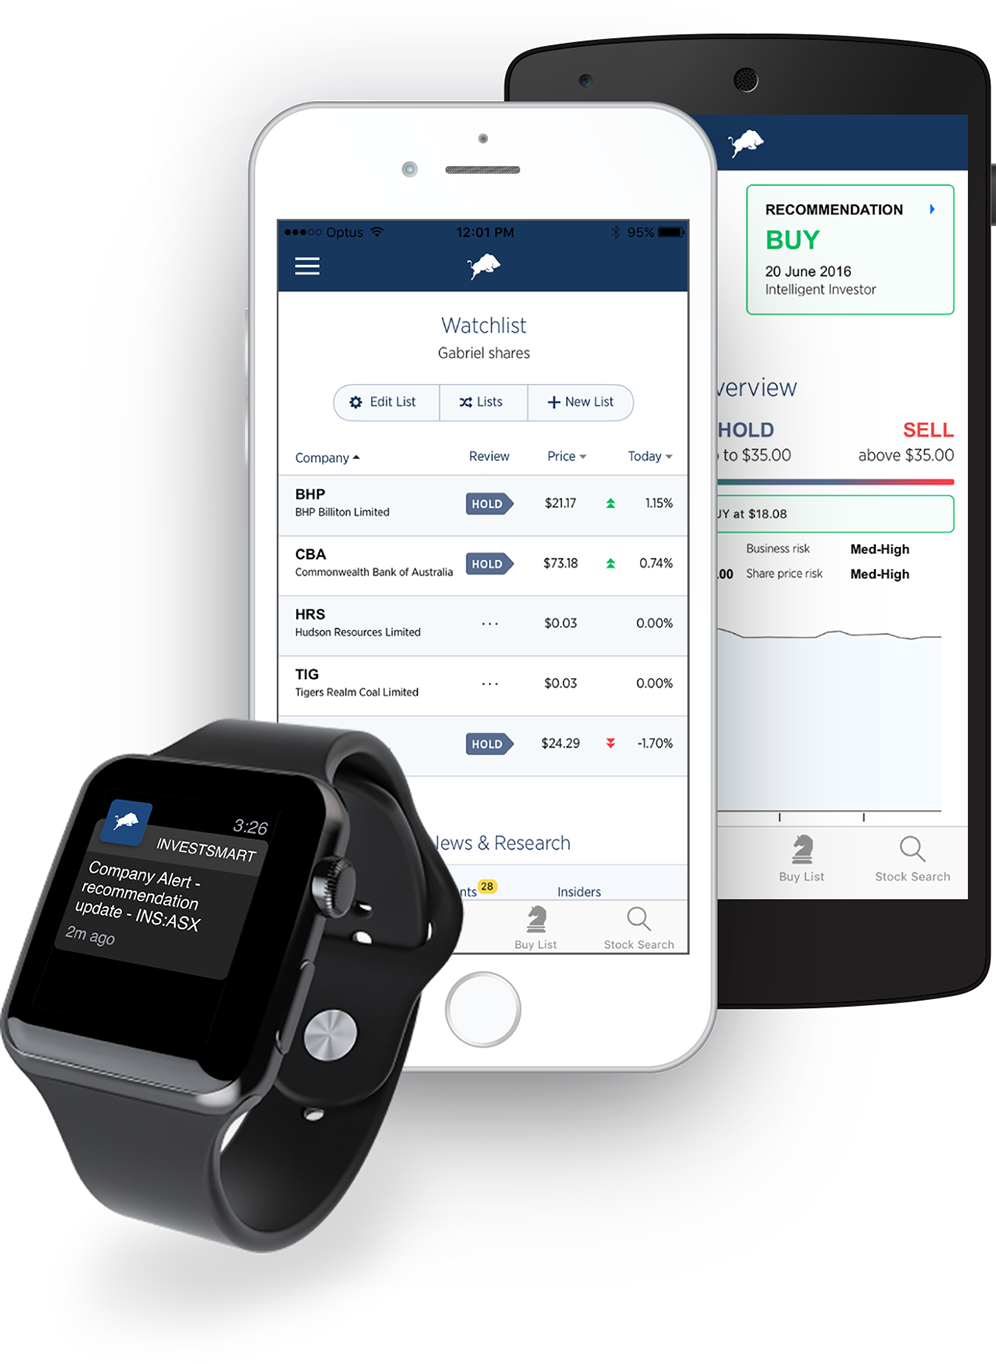 Optus 12:01 PM 95%
Watchlist
Gabriel shares
Edit List Lists New List
Company Review Price Today
BHP
BHP Billiton Limited
HOLD $21.17 1.15%
CBA
Commonwealth Bank of Australia
HOLD $73.18 0.74%
HRS
Hudson Resources Limited
... $0.03 0.00%
TIG
Tigers Realm Coal Limited
... $0.03 0.00%
HOLD $24.29 -1.70%
& Research
28
Insiders
Buy List Stock Search
RECOMMENDATION
BUY
20 June 2016
Intelligent Investor
HOLD SELL
to $35.00 above $35.00
at $18.08
Business risk Med-High
.00 Share price risk Med-High
Buy List Stock Search
3:26
INVESTSMART
Company Alert -
recommendation
update - INS:ASX
2m ago